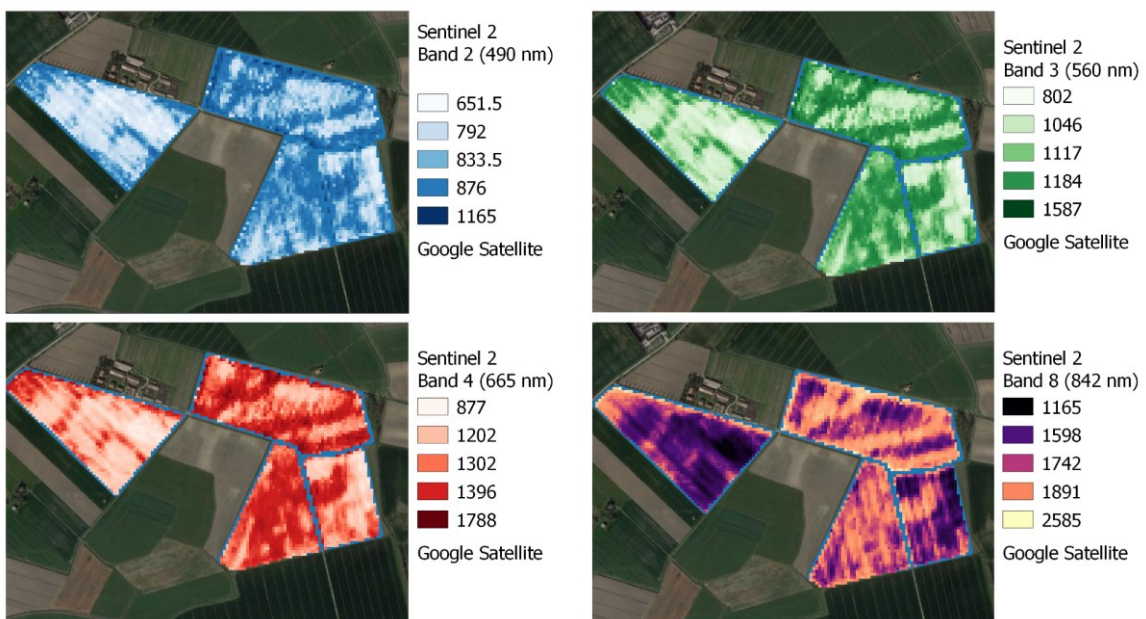 Sentinel 2
Band 2 (490 nm)
651.5
792
833.5
876
1165
Google Satellite
Sentinel 2
Band 3 (560 nm)
802
1046
1117
1184
1587
Google Satellite
Sentinel 2
Band 4 (665 nm)
877
1202
1302
1396
1788
Google Satellite
Sentinel 2
Band 8 (842 nm)
1165
1598
1742
1891
2585
Google Satellite